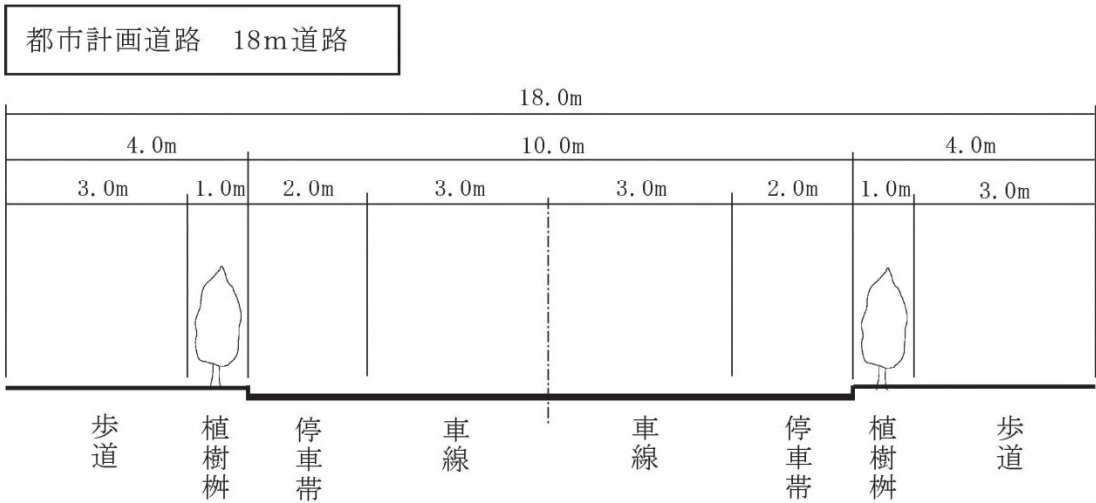 都市計画道路　18m道路
18.0m
4.0m 10.0m 4.0m
3.0m 1.0m 2.0m 3.0m 3.0m 2.0m 1.0m 3.0m
歩道 植樹桝 停車帯 車線 車線 停車帯 植樹桝 歩道